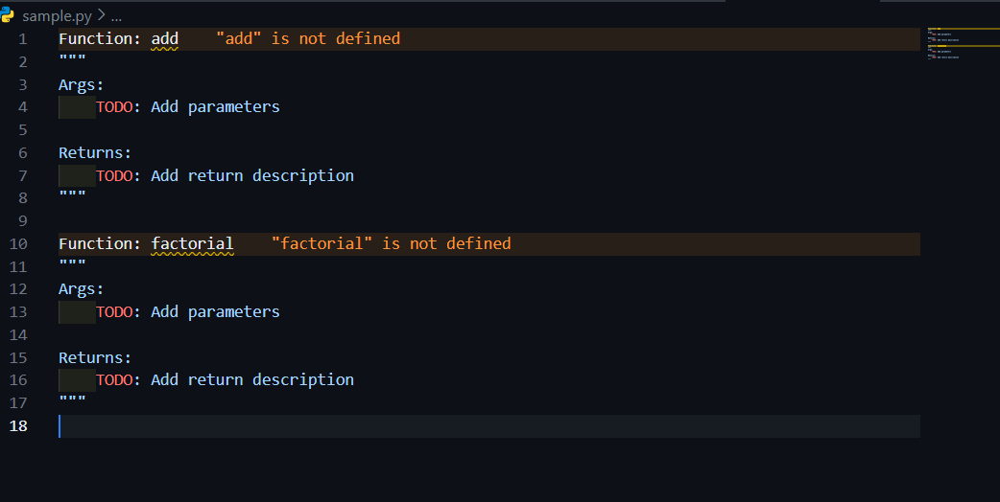 sample.py > ...
1 Function: add "add" is not defined
2 """
3 Args:
4 TODO: Add parameters
5
6 Returns:
7 TODO: Add return description
8 """
9
10 Function: factorial "factorial" is not defined
11 """
12 Args:
13 TODO: Add parameters
14
15 Returns:
16 TODO: Add return description
17 """
18